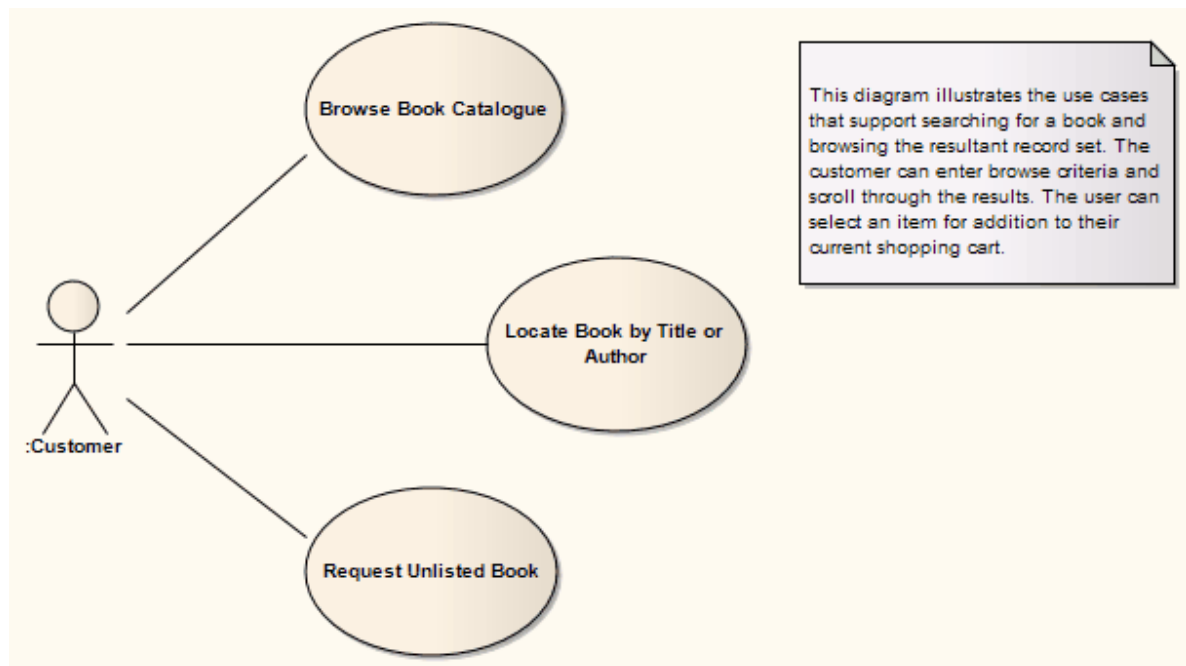 Browse Book Catalogue
This diagram illustrates the use cases
that support searching for a book and
browsing the resultant record set. The
customer can enter browse criteria and
scroll through the results. The user can
select an item for addition to their
current shopping cart.
Locate Book by Title or
Author
:Customer
Request Unlisted Book